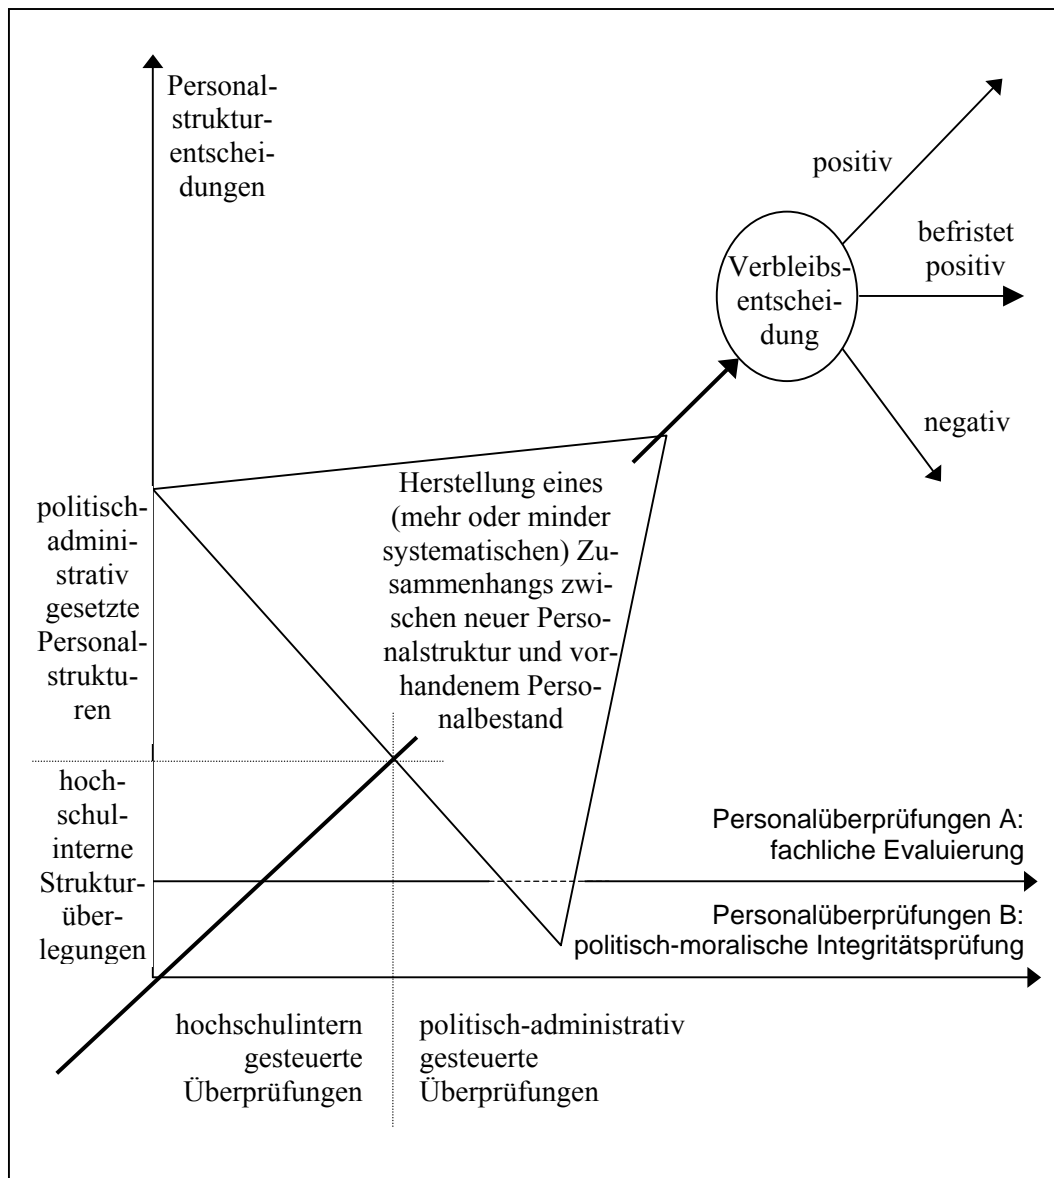 Personal-
struktur-
entschei-
dungen
positiv
befristet
positiv
Verbleibs-
entschei-
dung
negativ
politisch-
admini-
strativ
gesetzte
Personal-
struktu-
ren
Herstellung eines
(mehr oder minder
systematischen) Zu-
sammenhangs zwi-
schen neuer Perso-
nalstruktur und vor-
handenem Perso-
nalbestand
hoch-
schul-
interne
Struktur-
über-
legungen
Personalüberprüfungen A:
fachliche Evaluierung
Personalüberprüfungen B:
politisch-moralische Integritätsprüfung
hochschulintern
gesteuerte
Überprüfungen
politisch-administrativ
gesteuerte
Überprüfungen